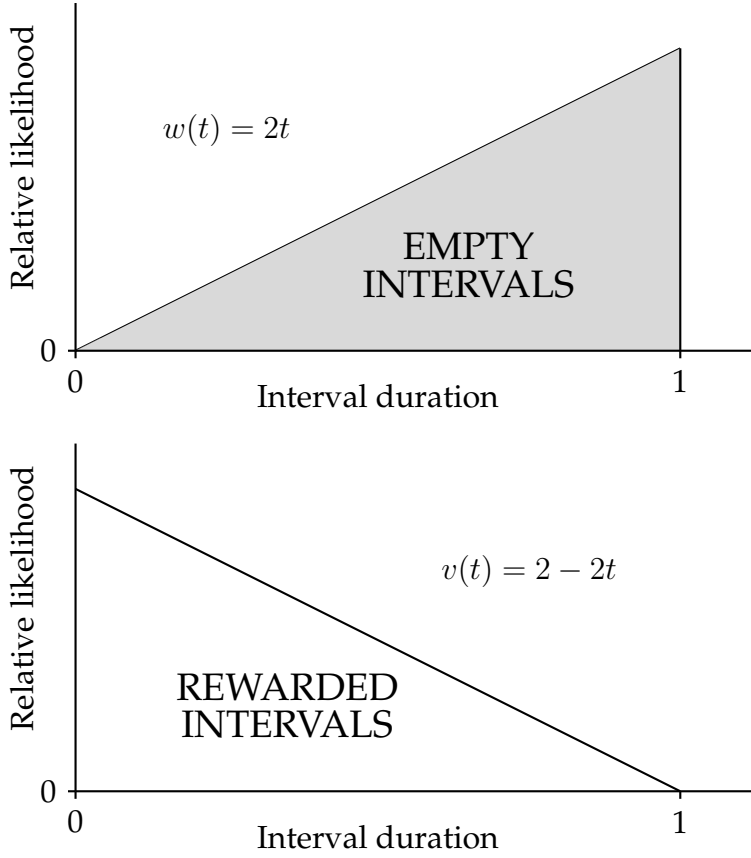 Relative likelihood
w(t) = 2t
EMPTY
INTERVALS
0
0
1
Interval duration
Relative likelihood
v(t) = 2 − 2t
REWARDED
INTERVALS
0
0
1
Interval duration